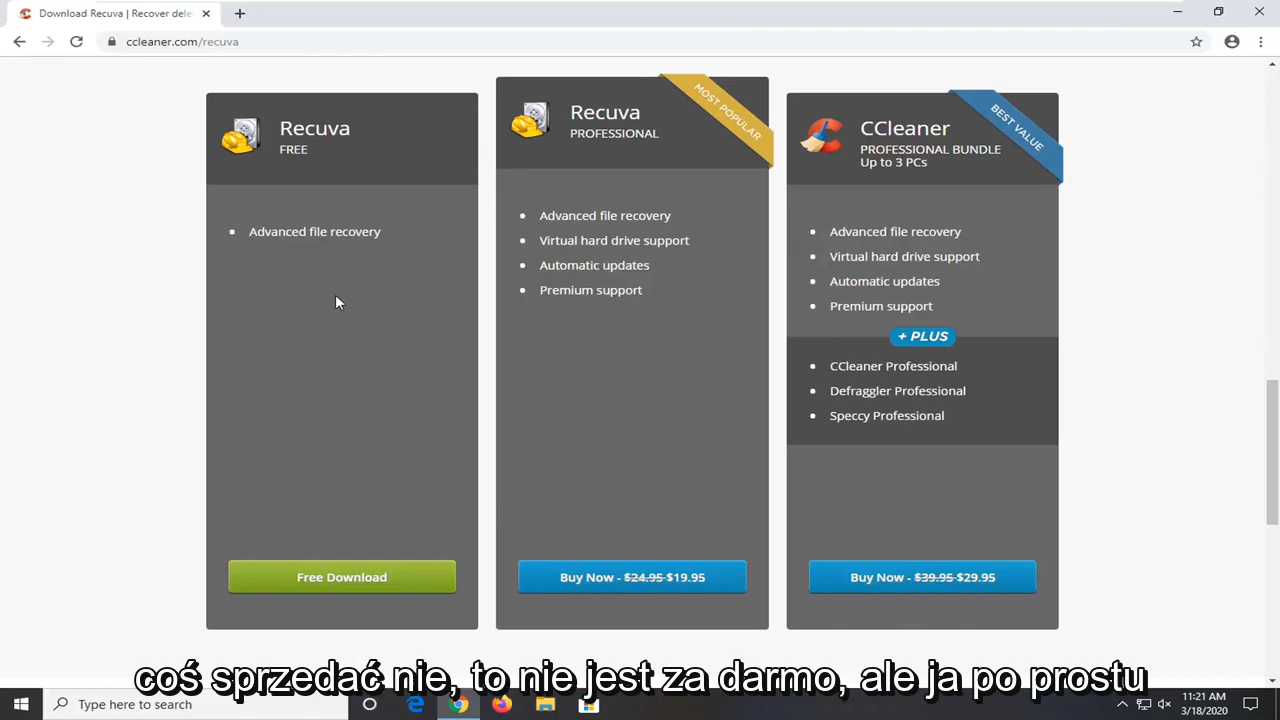 Download Recuva | Recover dele
ccleaner.com/recuva
Recuva
FREE
Advanced file recovery
Free Download
MOST POPULAR
Recuva
PROFESSIONAL
Advanced file recovery
Virtual hard drive support
Automatic updates
Premium support
Buy Now - $24.95 $19.95
BEST VALUE
CCleaner
PROFESSIONAL BUNDLE
Up to 3 PCs
Advanced file recovery
Virtual hard drive support
Automatic updates
Premium support
+ PLUS
CCleaner Professional
Defraggler Professional
Speccy Professional
Buy Now - $39.95 $29.95
coś sprzedać nie, to nie jest za darmo, ale ja po prostu
Type here to search
11:21 AM
3/18/2020